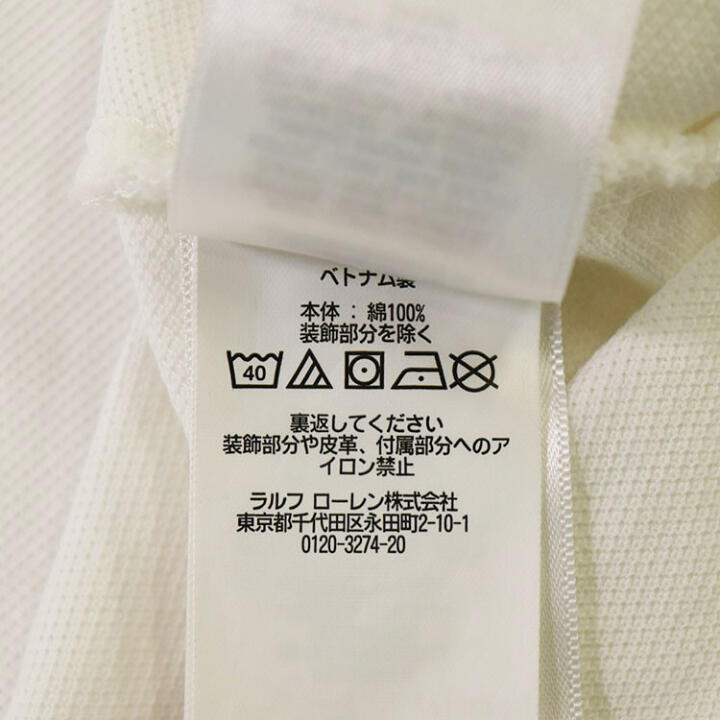 ベトナム製
本体 : 綿100%
装飾部分を除く
40
裏返してください
装飾部分や皮革、付属部分へのア
イロン禁止
ラルフ ローレン株式会社
東京都千代田区永田町2-10-1
0120-3274-20